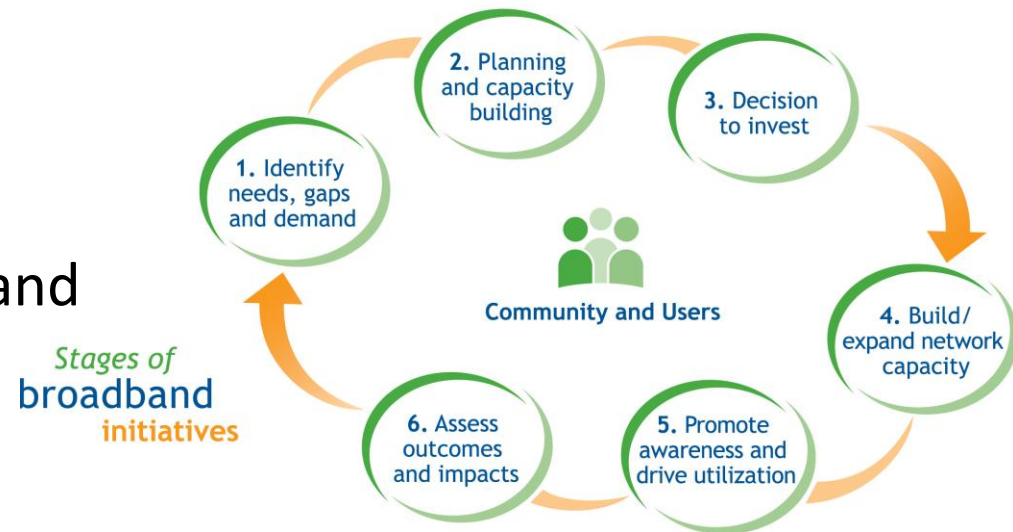 2. Planning
and capacity
building
3. Decision
to invest
1. Identify
needs, gaps
and demand
and
Community and Users
4. Build/
expand network
capacity
Stages of
broadband
initiatives
6. Assess
outcomes
and impacts
5. Promote
awareness and
drive utilization